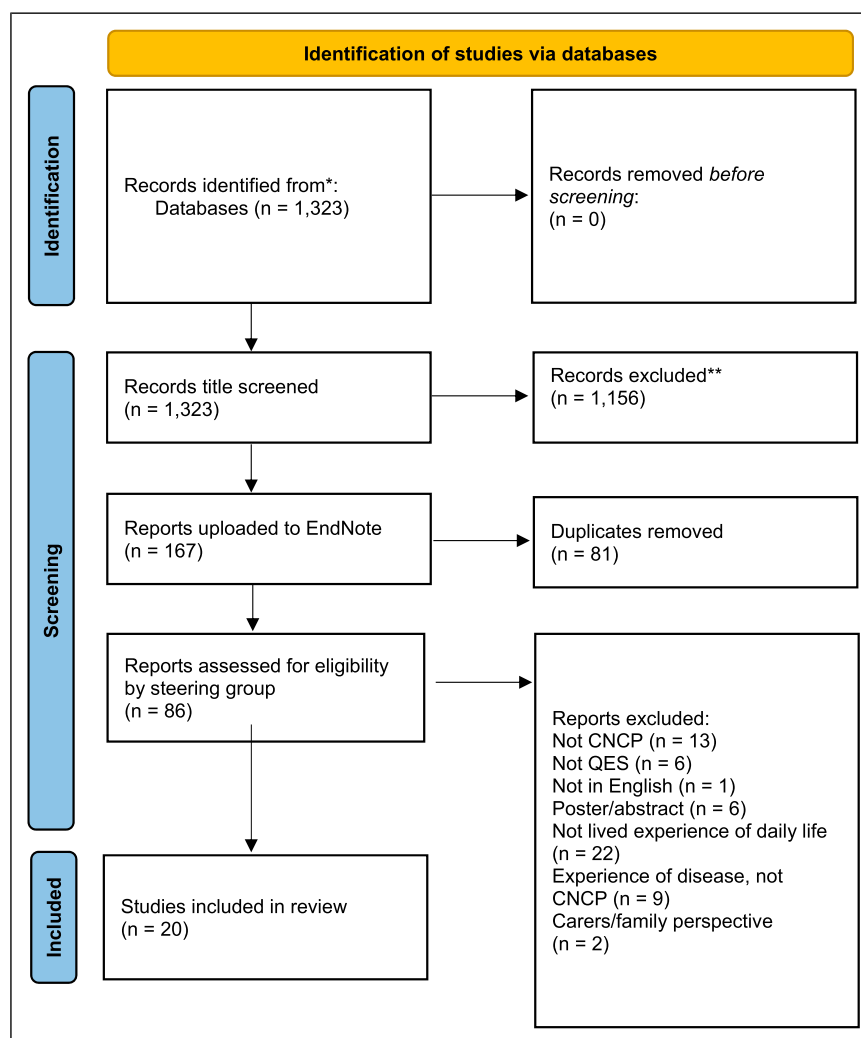 Identification of studies via databases
Identification
Records identified from*:
Databases (n = 1,323)
Records removed before
screening:
(n = 0)
Screening
Records title screened
(n = 1,323)
Records excluded**
(n = 1,156)
Reports uploaded to EndNote
(n = 167)
Duplicates removed
(n = 81)
Reports assessed for eligibility
by steering group
(n = 86)
Reports excluded:
Not CNCP (n = 13)
Not QES (n = 6)
Not in English (n = 1)
Poster/abstract (n = 6)
Not lived experience of daily life
(n = 22)
Experience of disease, not
CNCP (n = 9)
Carers/family perspective
(n = 2)
Included
Studies included in review
(n = 20)